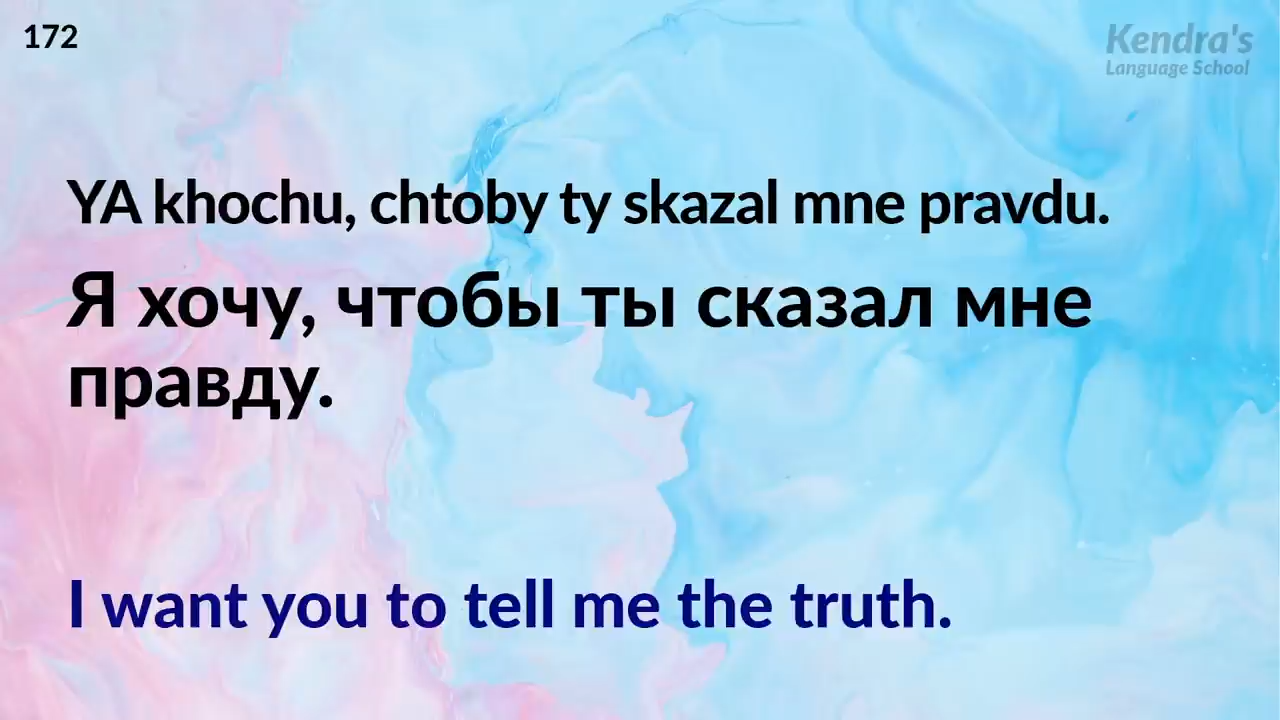 172
Kendra's
Language School
YA khochu, chtoby ty skazal mne pravdu.
Я хочу, чтобы ты сказал мне
правду.
I want you to tell me the truth.